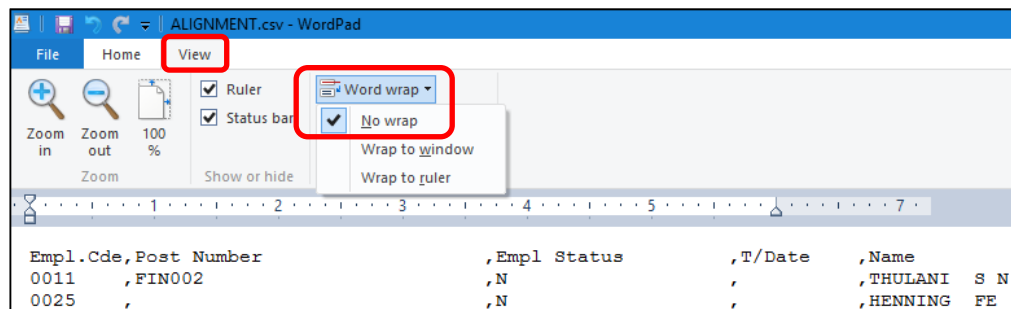 ALIGNMENT.csv - WordPad
File Home View
Ruler
Word wrap
Status bar
No wrap
Zoom in
Zoom out
100 %
Wrap to window
Zoom
Show or hide
Wrap to ruler
1 2 3 4 5 7
Empl.Cde,Post Number ,Empl Status ,T/Date ,Name
0011 ,FIN002 ,N , ,THULANI S N
0025 , ,N , ,HENNING FE